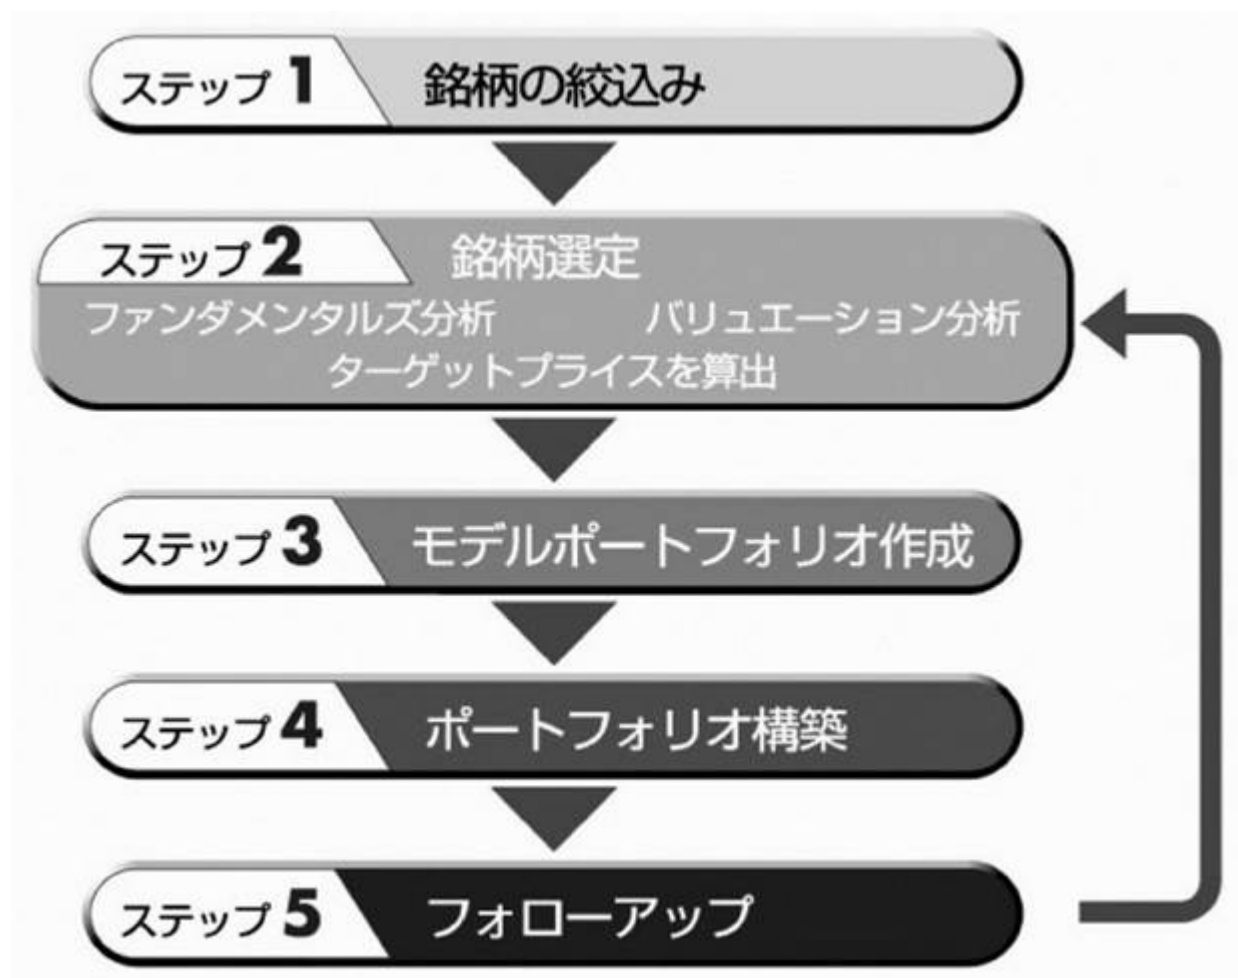 ステップ 1 銘柄の絞込み
ステップ 2 銘柄選定
ファンダメンタルズ分析 バリュエーション分析
ターゲットプライスを算出
ステップ 3 モデルポートフォリオ作成
ステップ 4 ポートフォリオ構築
ステップ 5 フォローアップ